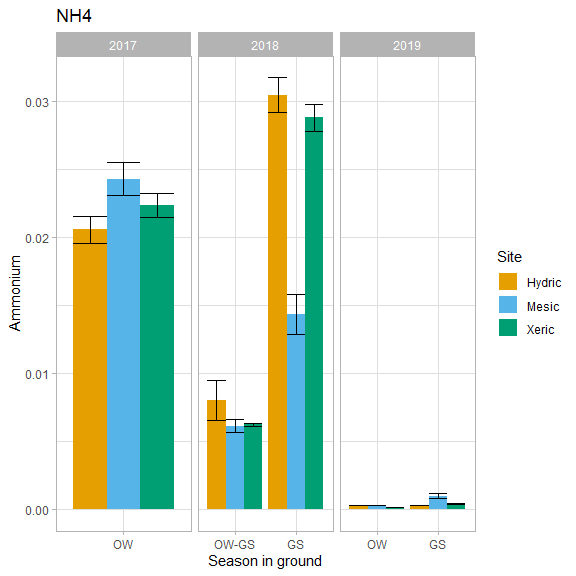 NH4
2017
2018
2019
0.03
0.02
0.01
0.00
Ammonium
OW
OW-GS
GS
OW
GS
Season in ground
Site
Hydric
Mesic
Xeric